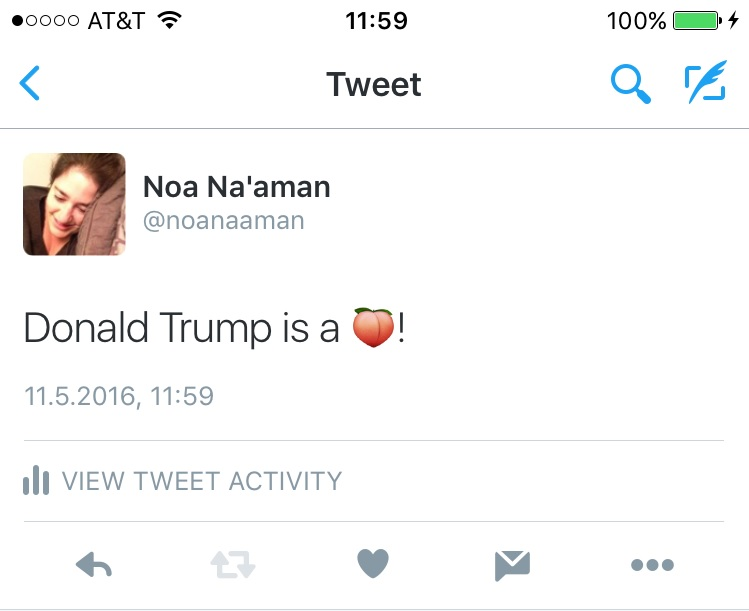 AT&T 11:59 100%
Tweet
Noa Na'aman
@noanaaman
Donald Trump is a 🍑!
11.5.2016, 11:59
VIEW TWEET ACTIVITY